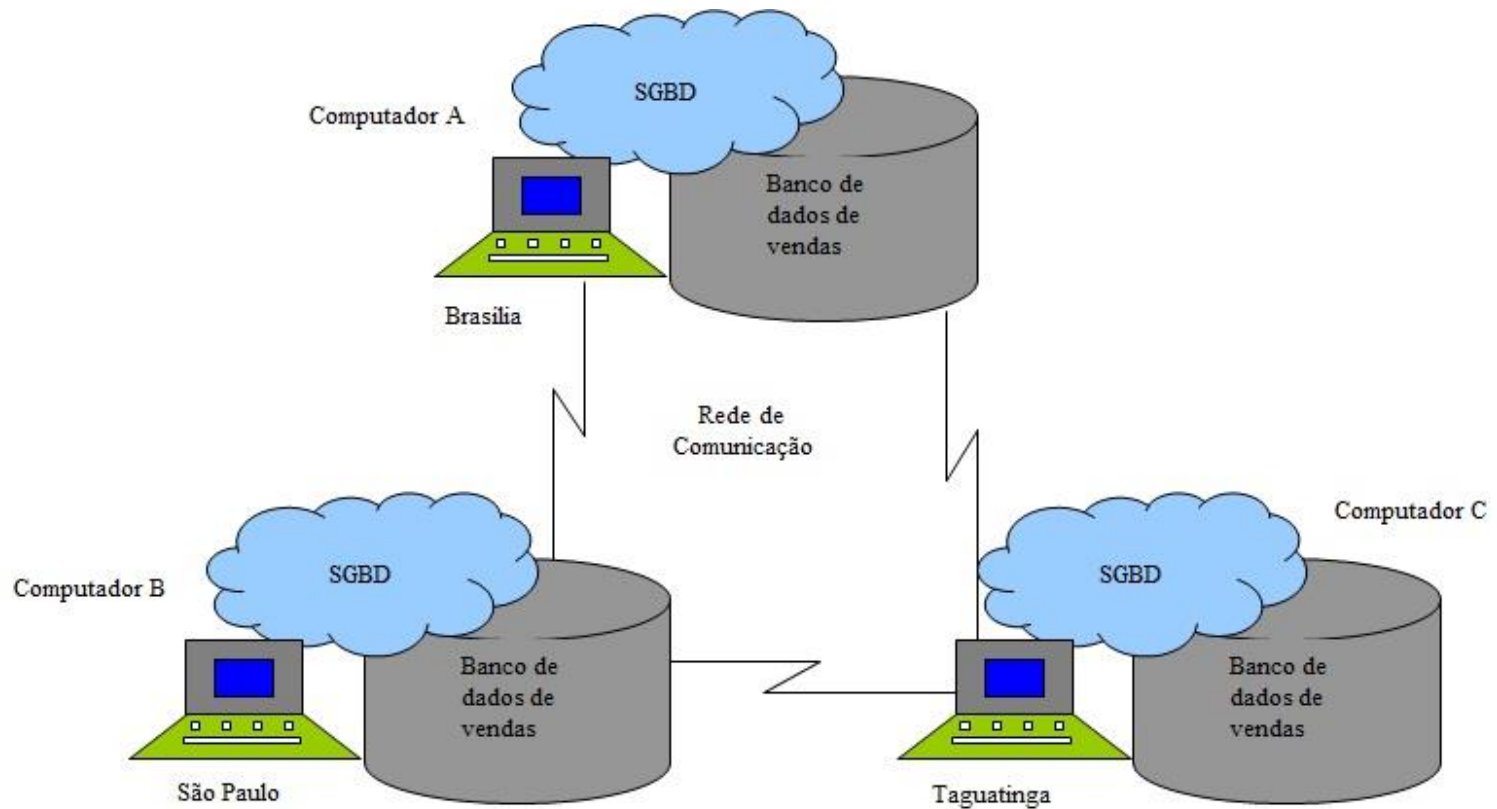 SGBD
Computador A
Banco de
dados de
vendas
Brasília
Rede de
Comunicação
Computador C
SGBD
SGBD
Computador B
Banco de
dados de
vendas
Banco de
dados de
vendas
São Paulo
Taguatinga